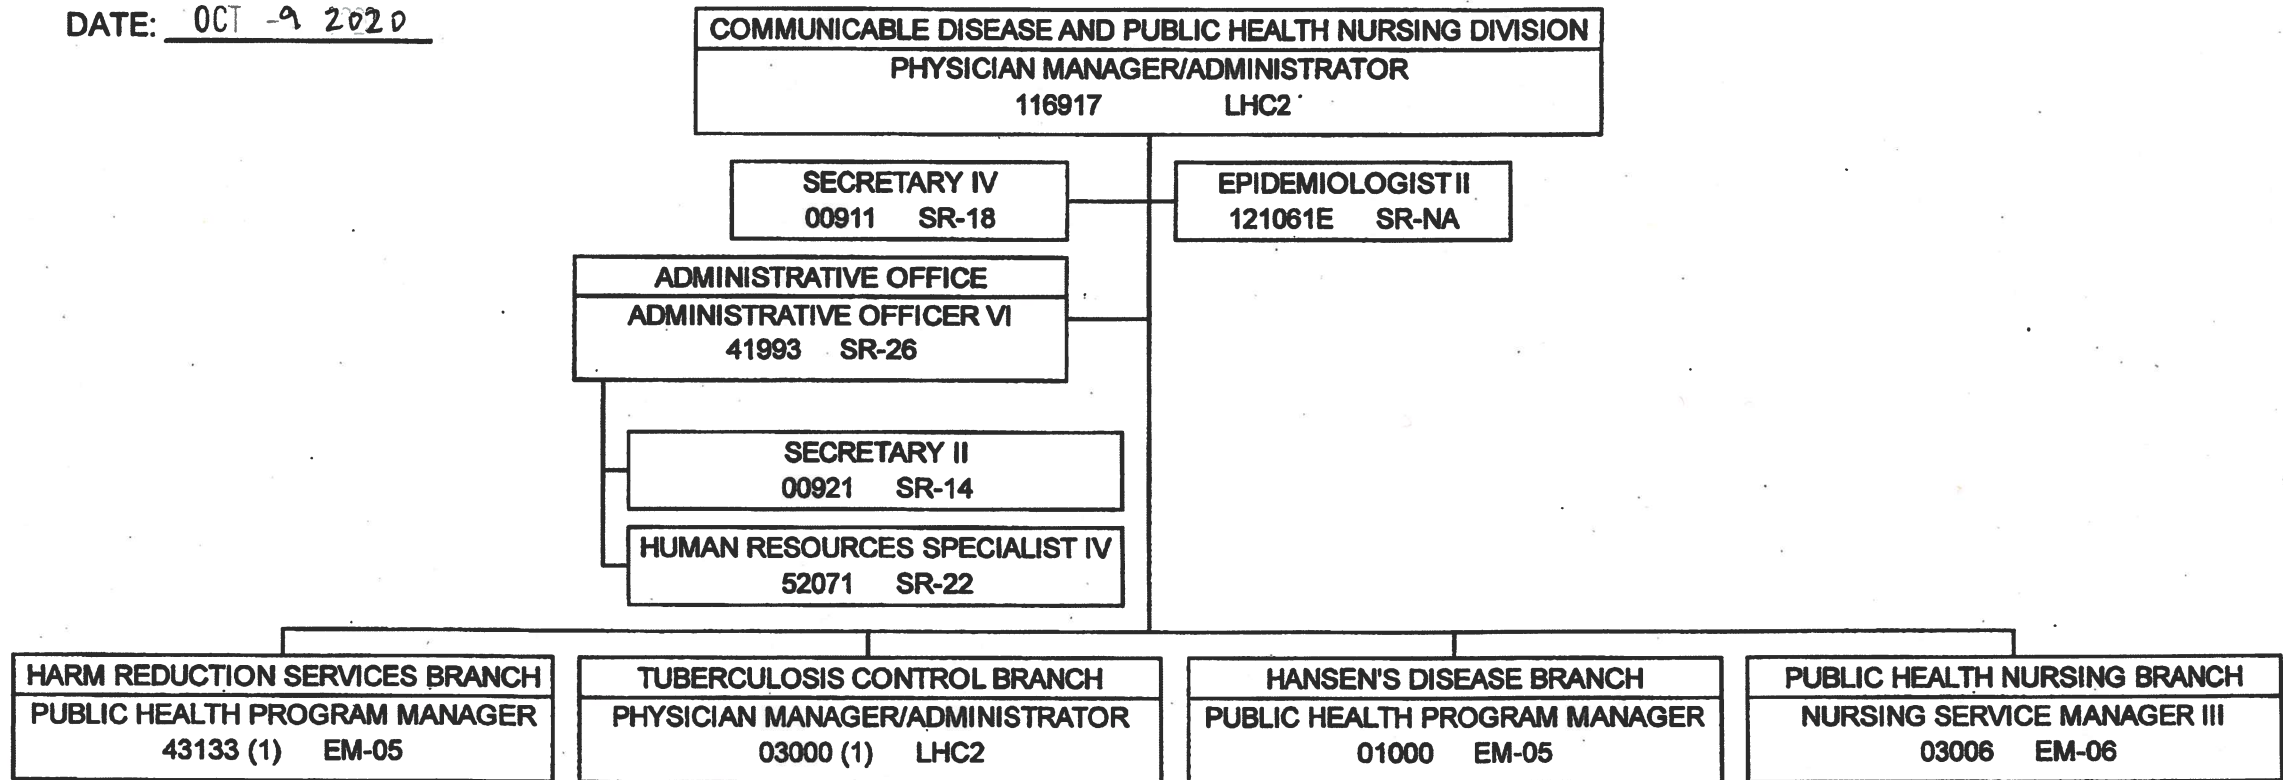 DATE: OCT -9 2020
COMMUNICABLE DISEASE AND PUBLIC HEALTH NURSING DIVISION
PHYSICIAN MANAGER/ADMINISTRATOR
116917 LHC2
SECRETARY IV
00911 SR-18
EPIDEMIOLOGIST II
121061E SR-NA
ADMINISTRATIVE OFFICE
ADMINISTRATIVE OFFICER VI
41993 SR-26
SECRETARY II
00921 SR-14
HUMAN RESOURCES SPECIALIST IV
52071 SR-22
HARM REDUCTION SERVICES BRANCH
PUBLIC HEALTH PROGRAM MANAGER
43133 (1) EM-05
TUBERCULOSIS CONTROL BRANCH
PHYSICIAN MANAGER/ADMINISTRATOR
03000 (1) LHC2
HANSEN'S DISEASE BRANCH
PUBLIC HEALTH PROGRAM MANAGER
01000 EM-05
PUBLIC HEALTH NURSING BRANCH
NURSING SERVICE MANAGER III
03006 EM-06